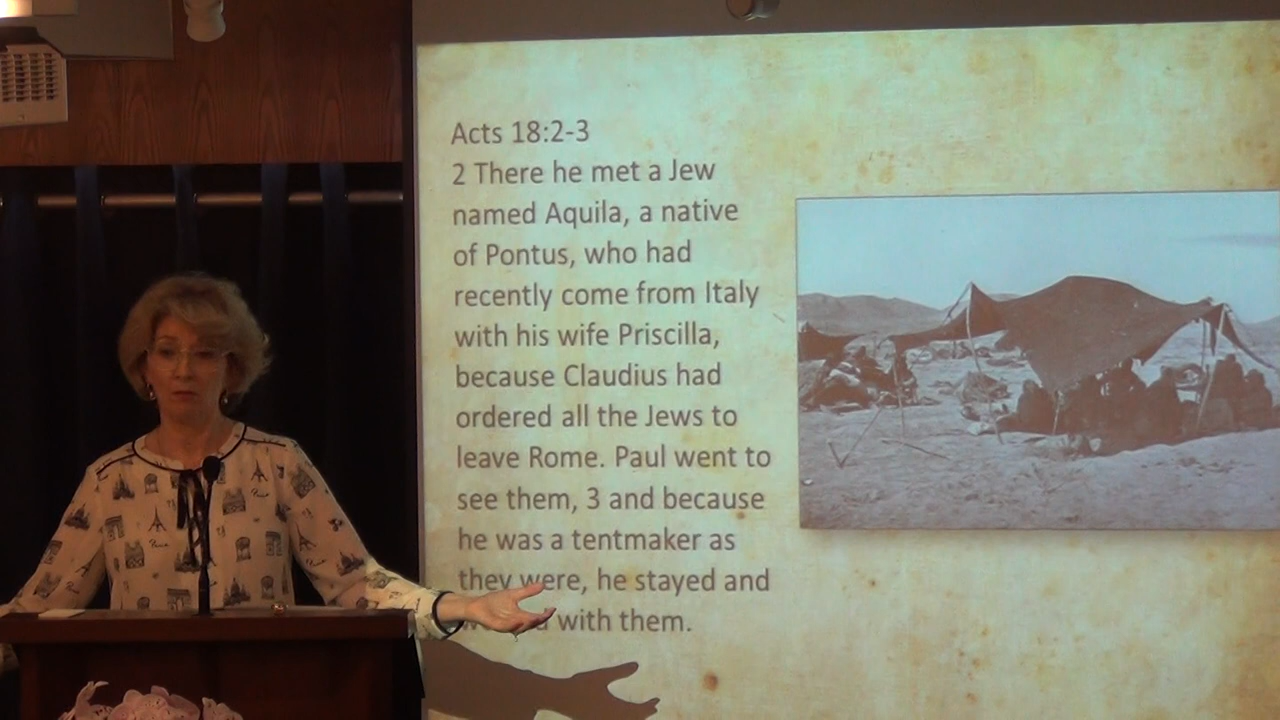 Acts 18:2-3
2 There he met a Jew
named Aquila, a native
of Pontus, who had
recently come from Italy
with his wife Priscilla,
because Claudius had
ordered all the Jews to
leave Rome. Paul went to
see them, 3 and because
he was a tentmaker as
they were, he stayed and
with them.